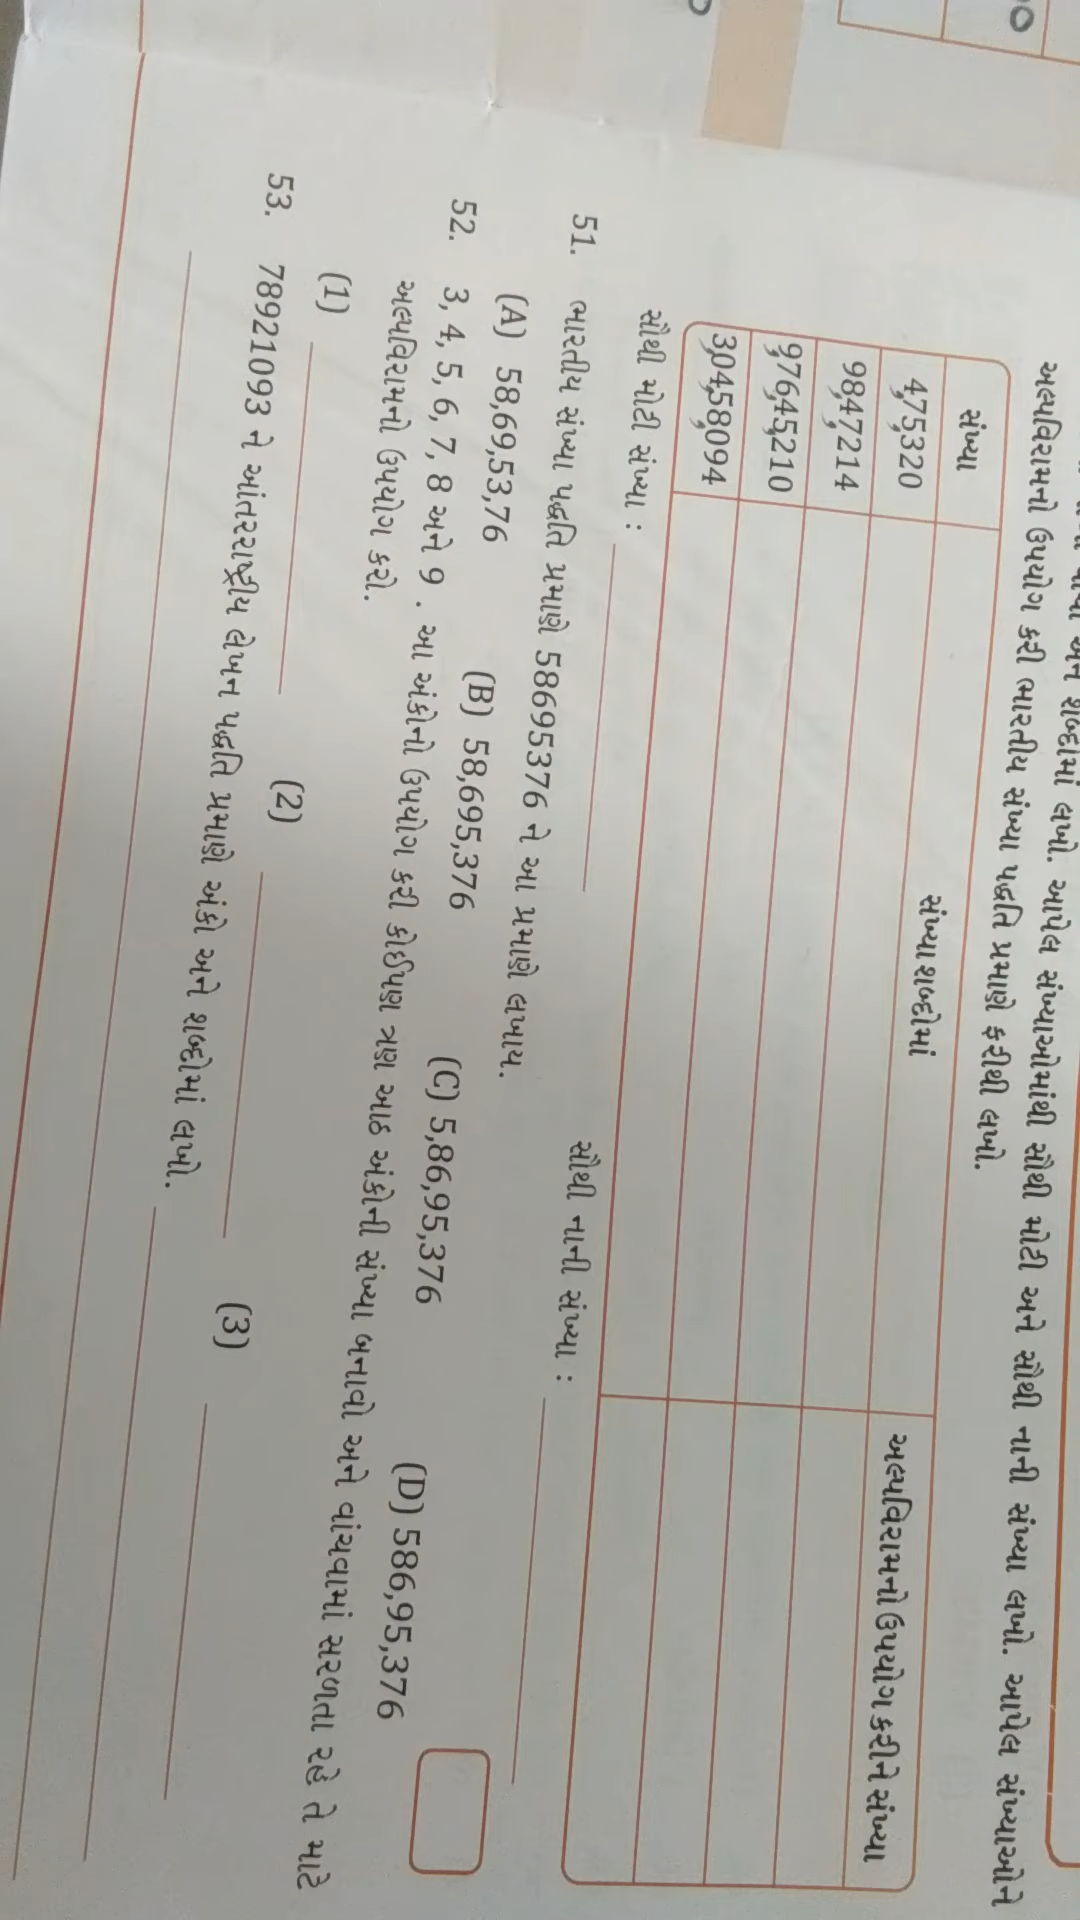 અલ્પવિરામનો ઉપયોગ કરી ભારતીય સંખ્યા પદ્ધતિ પ્રમાણે ફરીથી લખો.
શબ્દોમાં લખો. આપેલ સંખ્યાઓમાંથી સૌથી મોટી અને સૌથી નાની સંખ્યા લખો. આપેલ સંખ્યાઓને
સંખ્યા સંખ્યા શબ્દોમાં અલ્પવિરામનો ઉપયોગ કરીને સંખ્યા
4,75,320
98,47,214
9,76,45,210
3,04,58,094
સૌથી મોટી સંખ્યા : સૌથી નાની સંખ્યા :
51. ભારતીય સંખ્યા પદ્ધતિ પ્રમાણે 58695376 ને આ પ્રમાણે લખાય.
(A) 58,69,53,76 (B) 58,695,376 (C) 5,86,95,376 (D) 586,95,376
52. 3, 4, 5, 6, 7, 8 અને 9 . આ અંકોનો ઉપયોગ કરી કોઈપણ ત્રણ આઠ અંકોની સંખ્યા બનાવો અને વાંચવામાં સરળતા રહે તે માટે
અલ્પવિરામનો ઉપયોગ કરો.
(1) (2) (3)
53. 78921093 ને આંતરરાષ્ટ્રીય લેખન પદ્ધતિ પ્રમાણે અંકો અને શબ્દોમાં લખો.